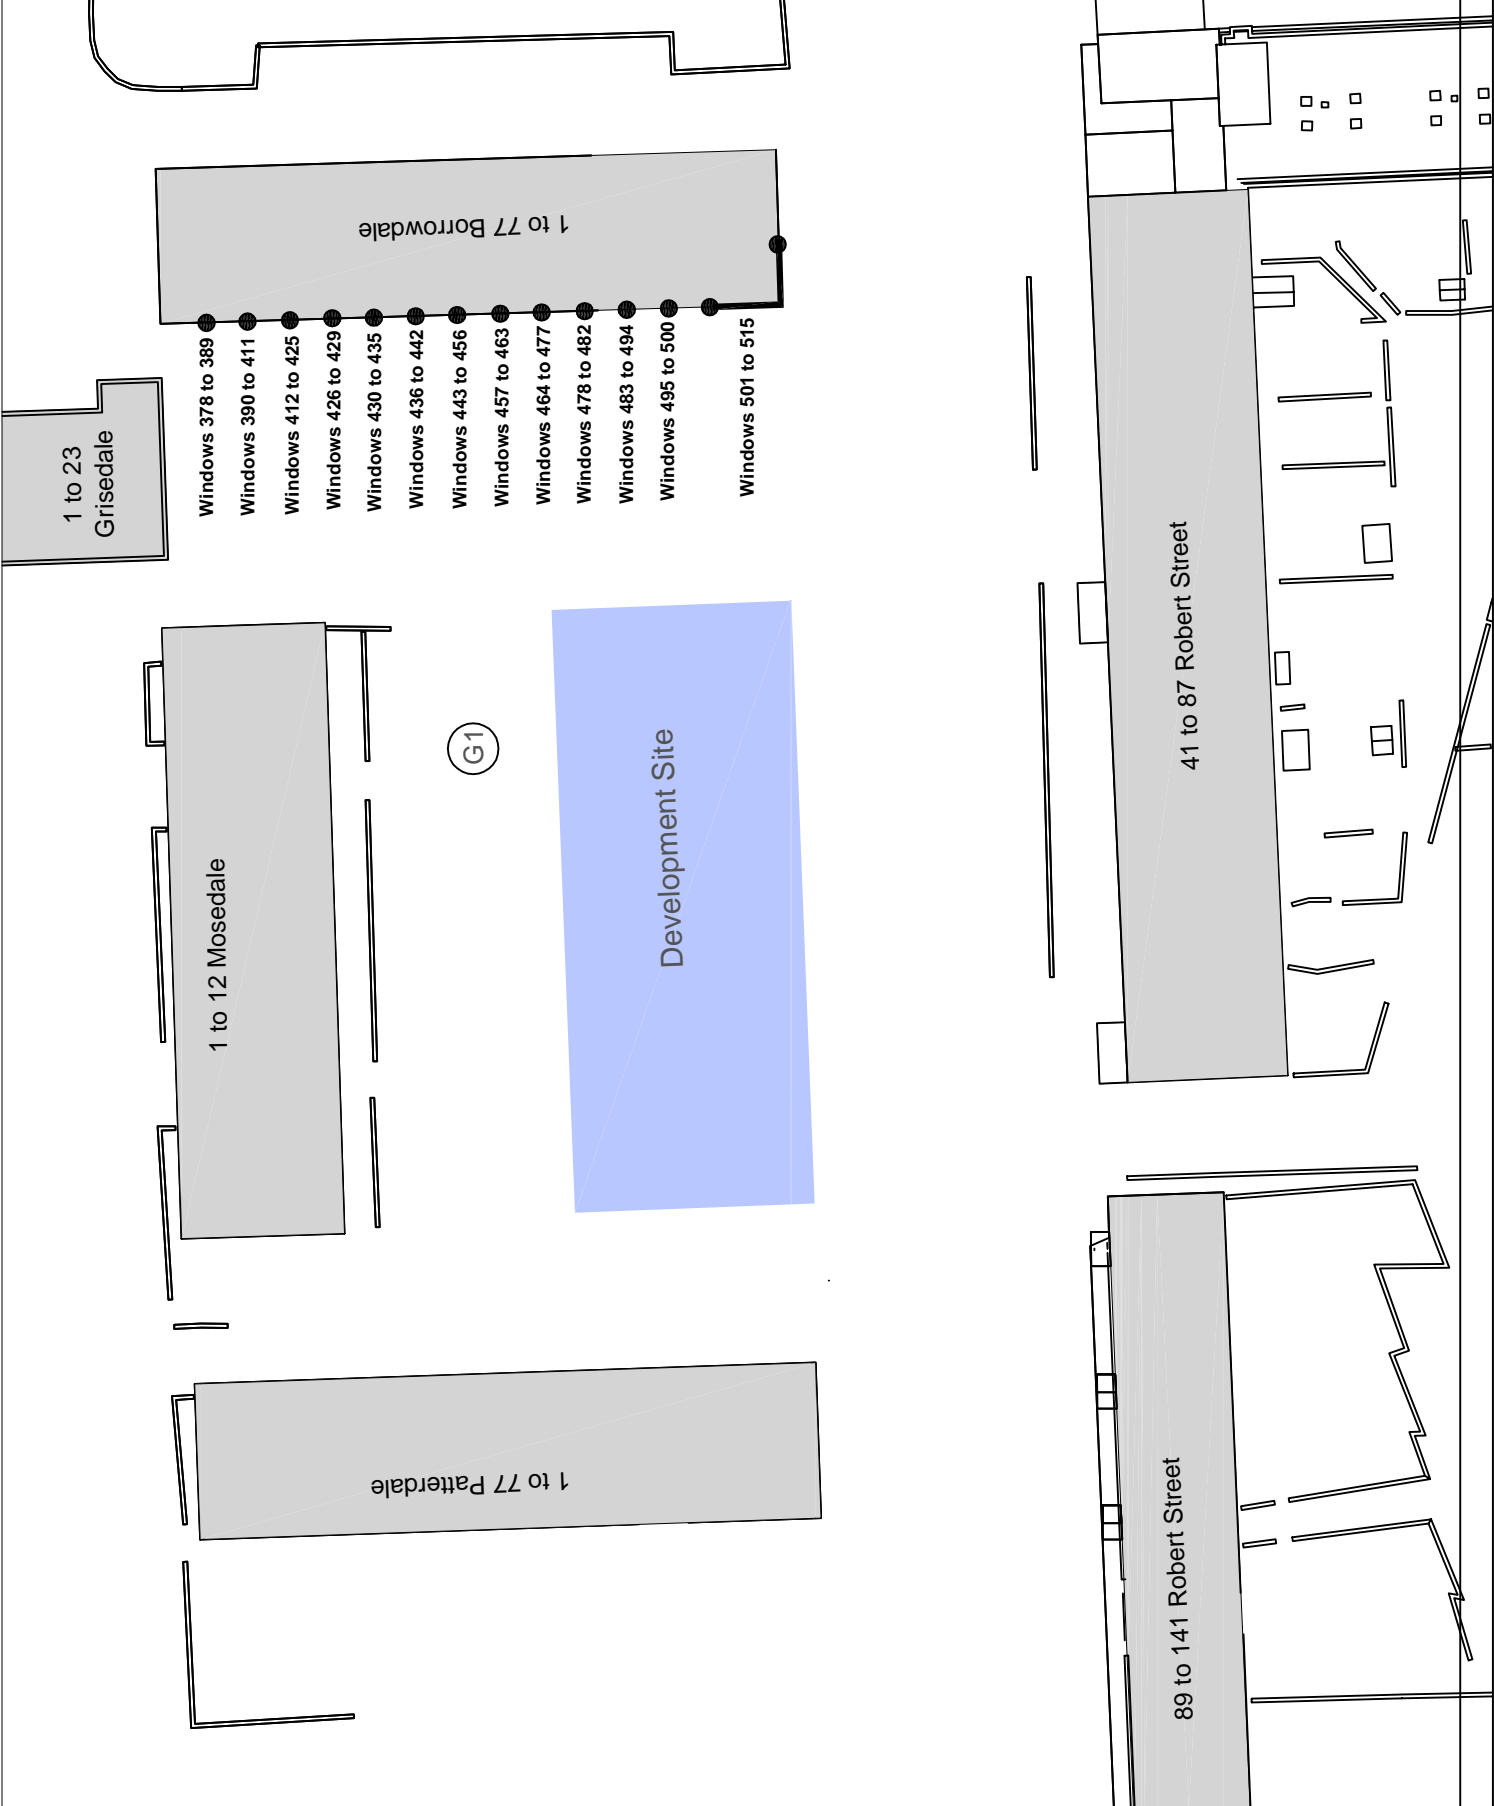 1 to 77 Borrowdale
Windows 378 to 389
Windows 390 to 411
Windows 412 to 425
Windows 426 to 429
Windows 430 to 435
Windows 436 to 442
Windows 443 to 456
Windows 457 to 463
Windows 464 to 477
Windows 478 to 482
Windows 483 to 494
Windows 495 to 500
Windows 501 to 515
1 to 23
Grisedale
41 to 87 Robert Street
G1
Development Site
1 to 12 Mosedale
1 to 77 Patterdale
89 to 141 Robert Street